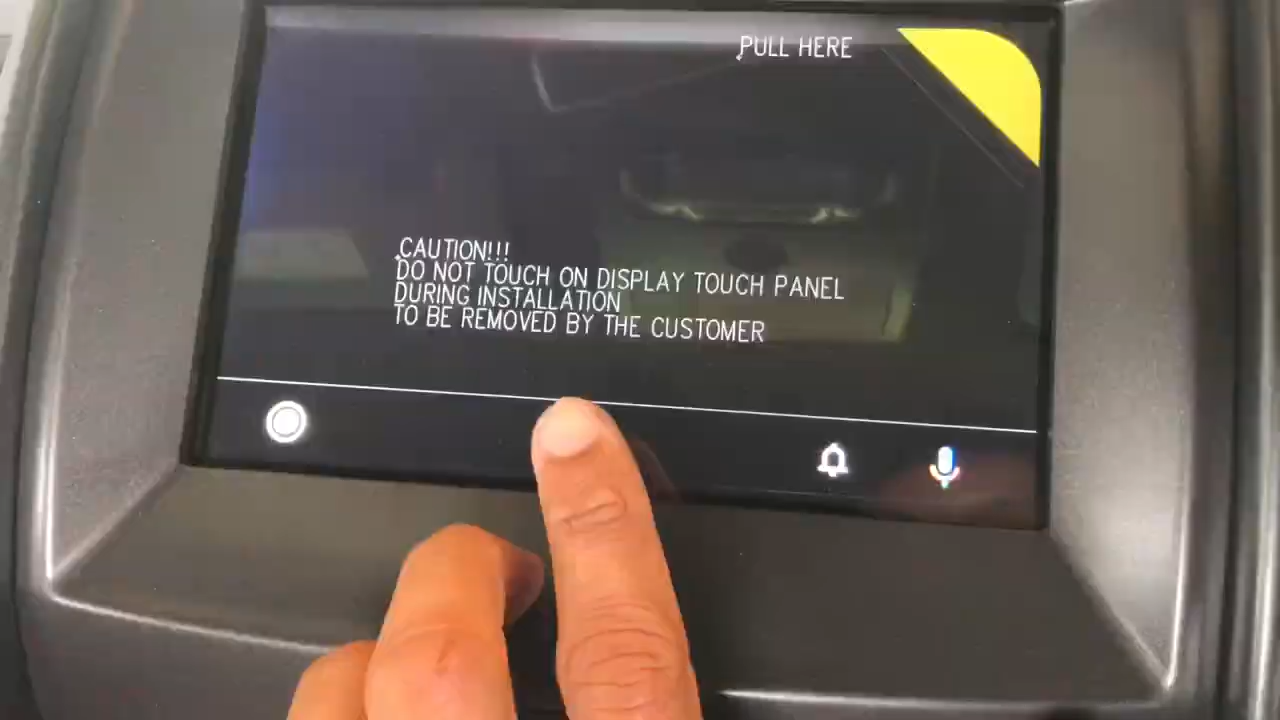 PULL HERE
CAUTION!!!
DO NOT TOUCH ON DISPLAY TOUCH PANEL
DURING INSTALLATION
TO BE REMOVED BY THE CUSTOMER